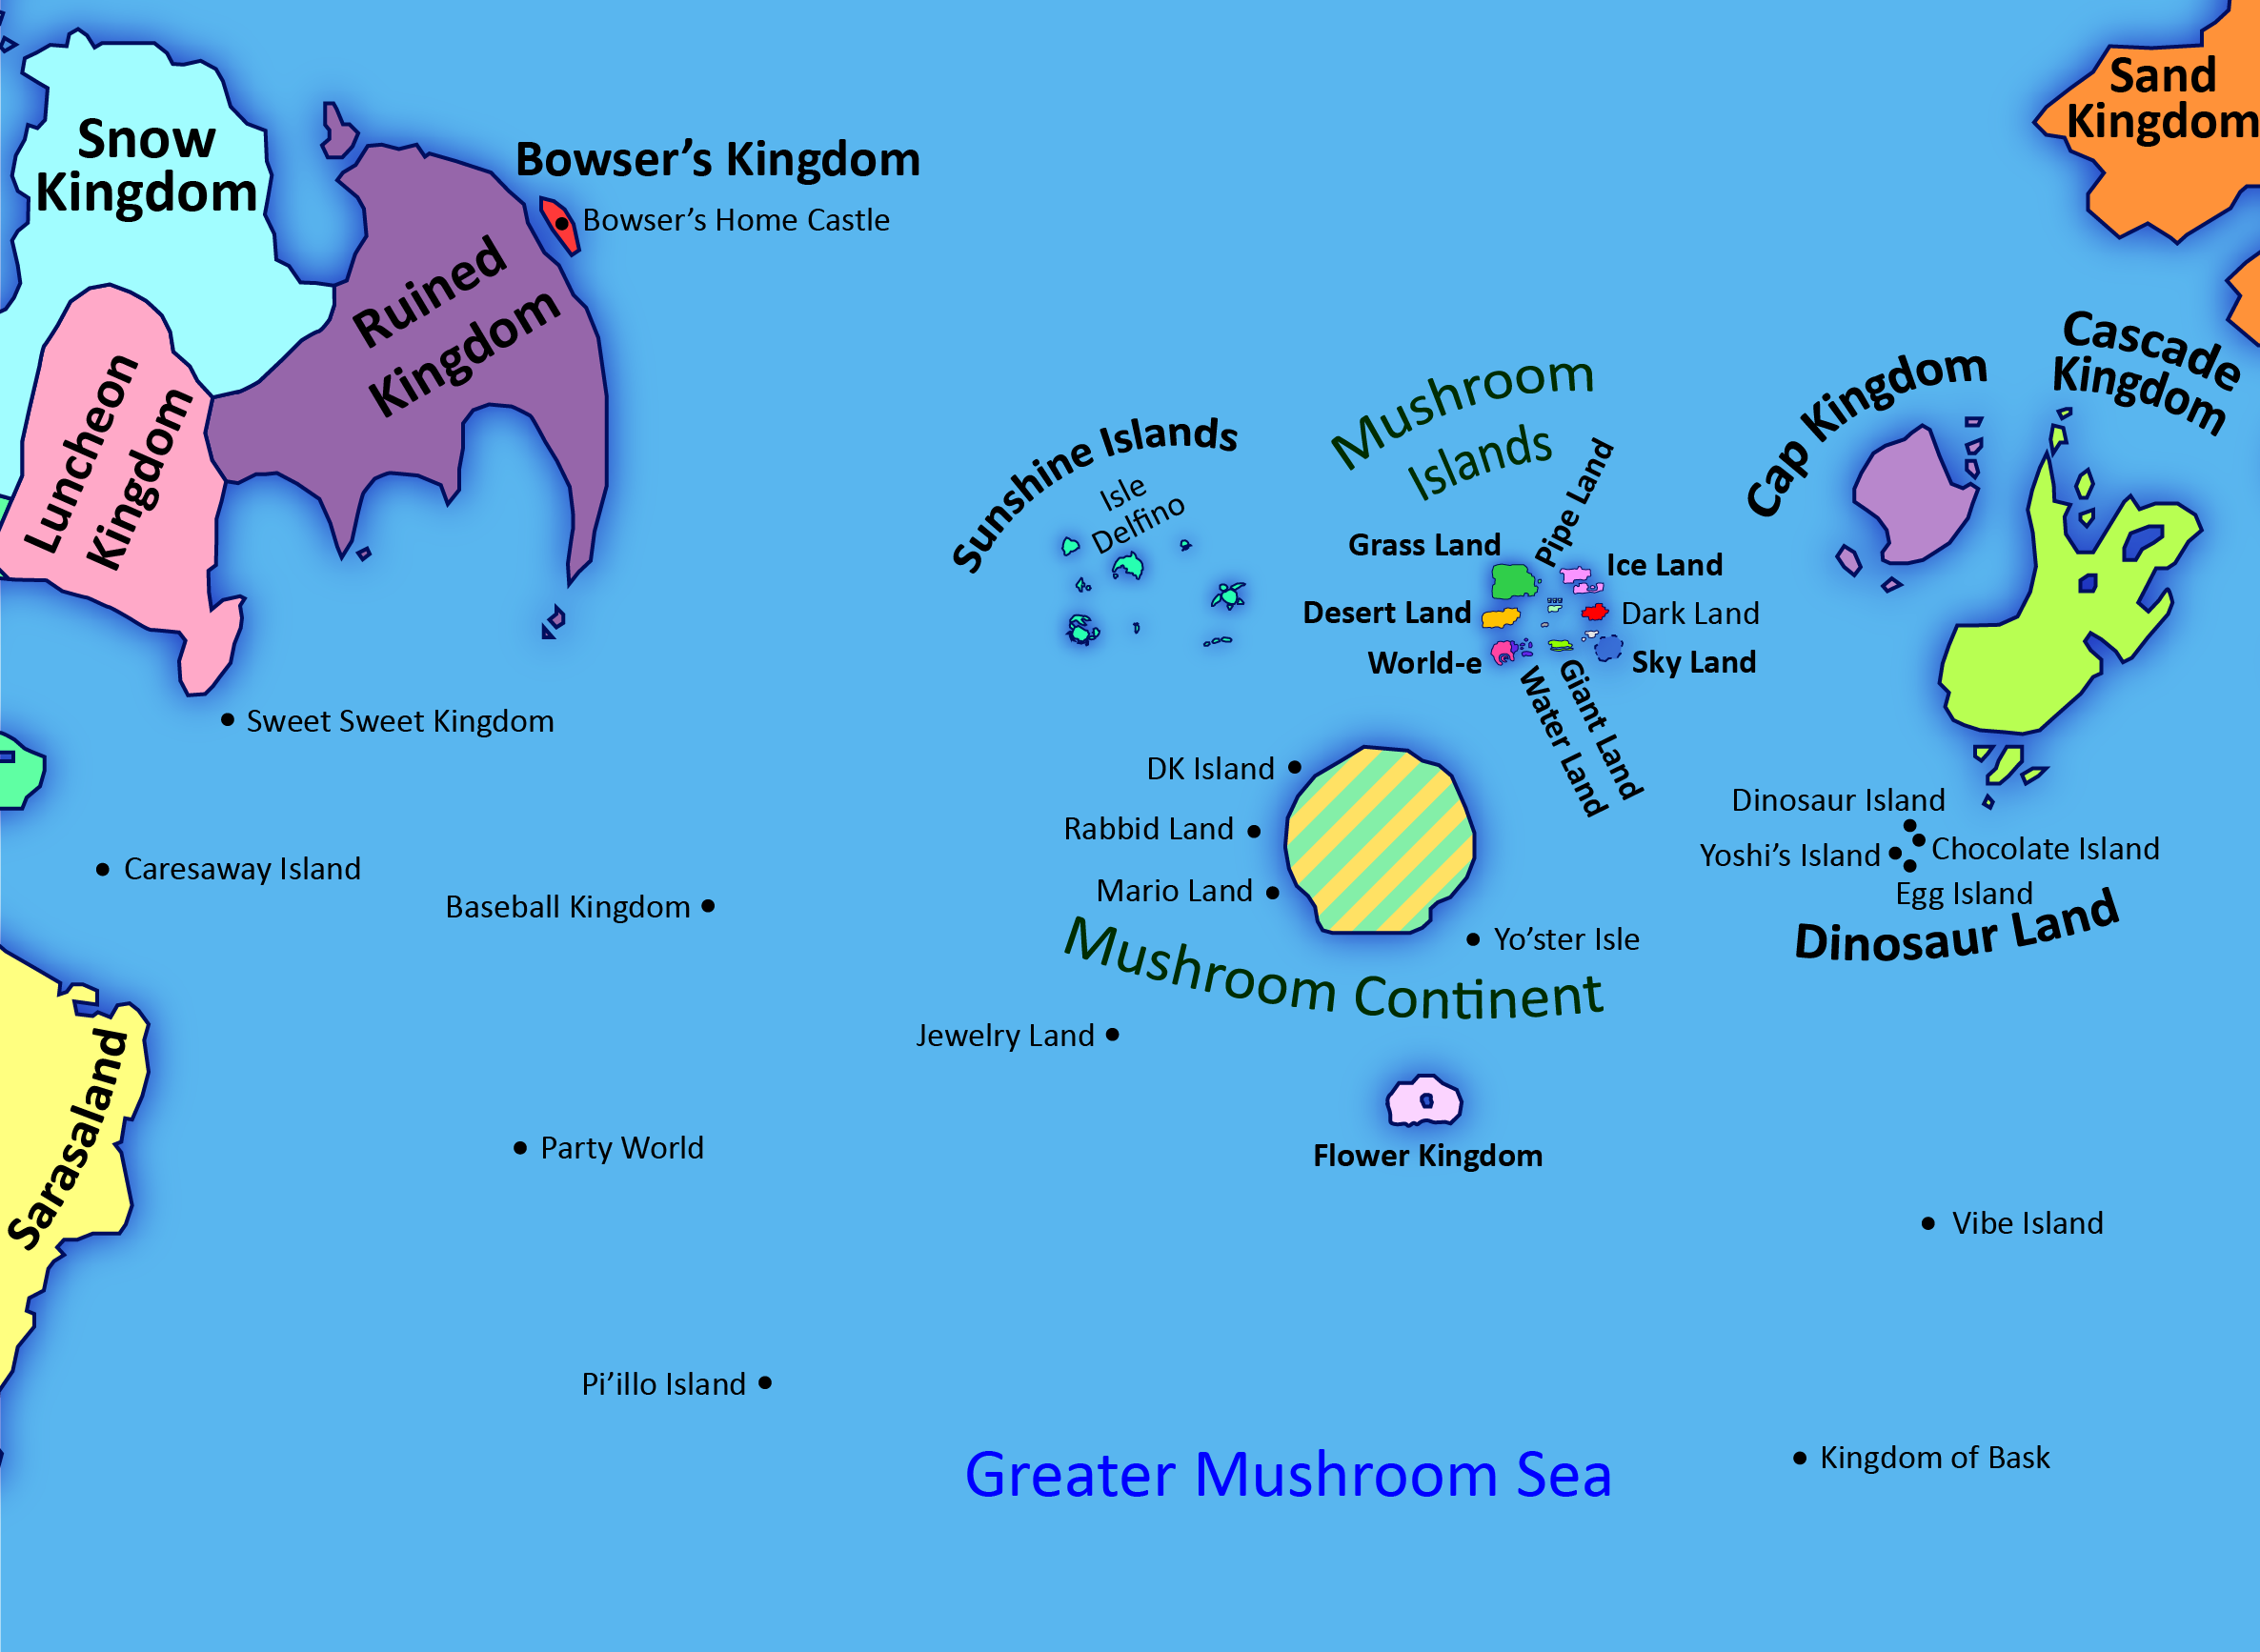 Snow
Kingdom
Bowser’s Kingdom
Bowser’s Home Castle
Ruined
Kingdom
Luncheon
Kingdom
Sand
Kingdom
Cascade
Kingdom
Cap Kingdom
Mushroom
Islands
Sunshine Islands
Isle
Delfino
Pipe Land
Grass Land
Ice Land
Desert Land
Dark Land
World-e
Sky Land
Water Land
Giant Land
Sweet Sweet Kingdom
DK Island
Rabbid Land
Mario Land
Dinosaur Island
Yoshi’s Island
Chocolate Island
Egg Island
Dinosaur Land
Caresaway Island
Baseball Kingdom
Yo’ster Isle
Mushroom Continent
Jewelry Land
Sarasaland
Party World
Flower Kingdom
Vibe Island
Pi’illo Island
Greater Mushroom Sea
Kingdom of Bask